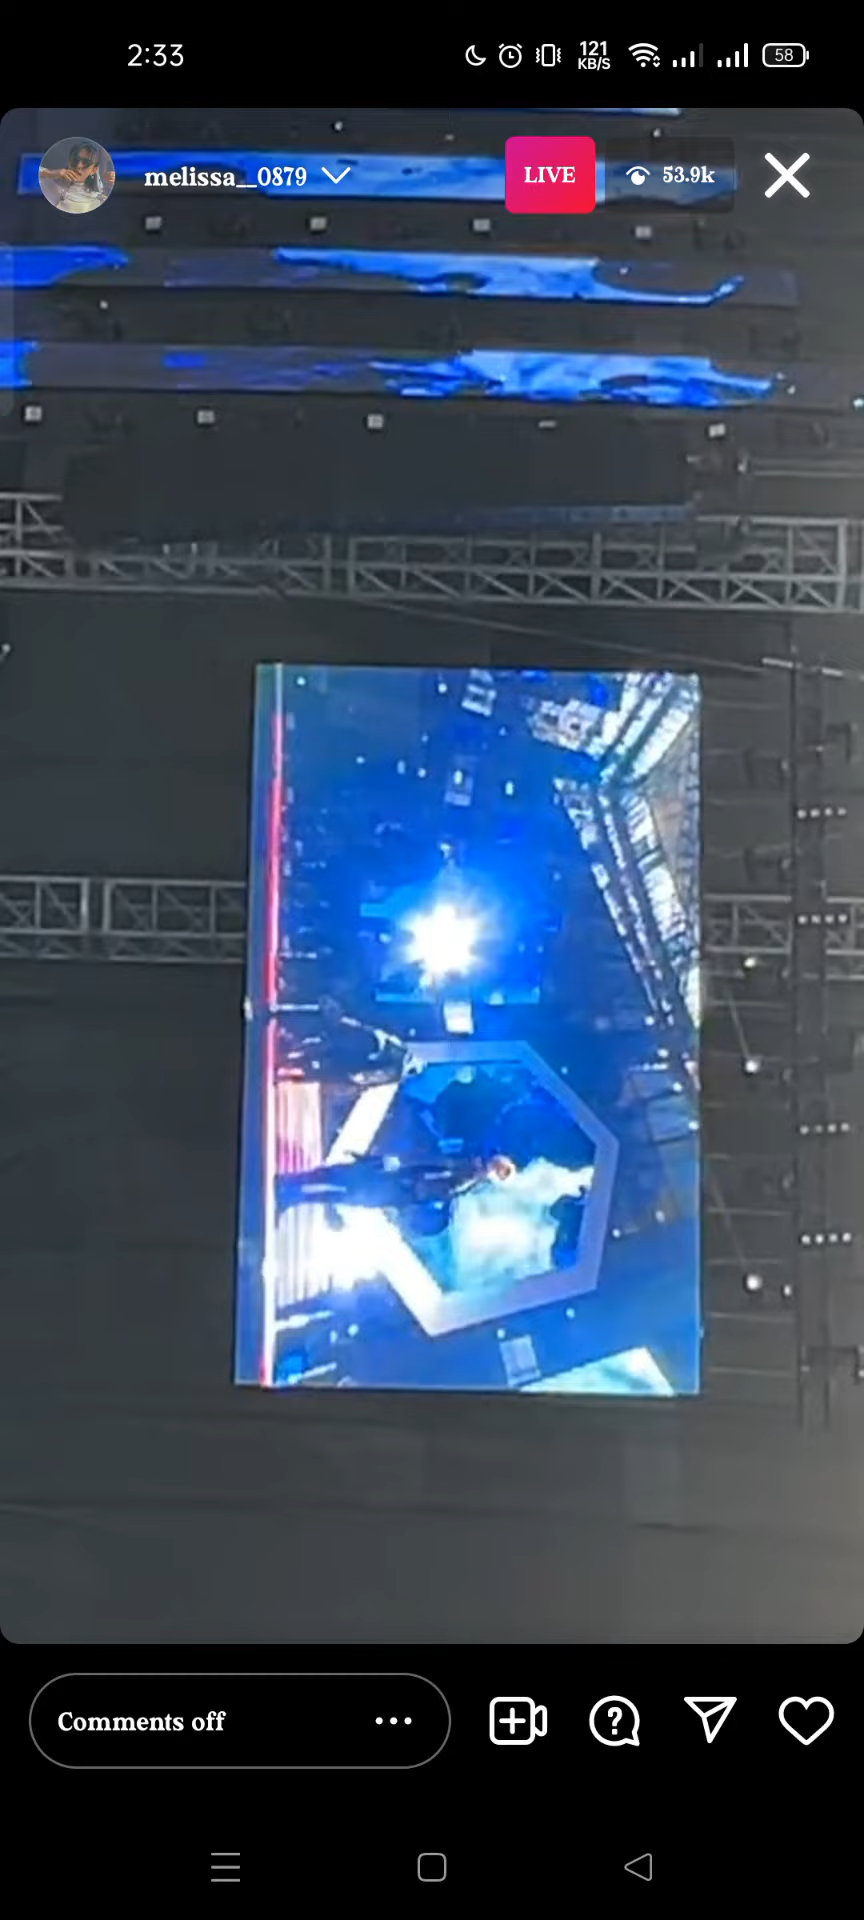 2:33
121
KB/S
58
melissa__0879
LIVE
53.9k
Comments off